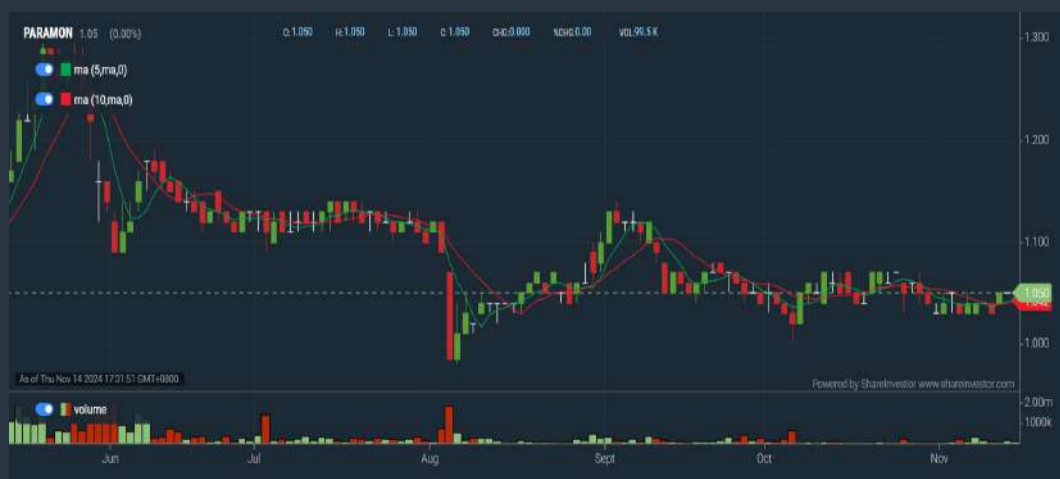 PARAMON 1.05 (0.00%) O: 1.050 H: 1.050 L: 1.050 C: 1.050 CHG:0.000 %CHG:0.00 VOL:99.5 K
1.300
ma (5,ma,0)
ma (10,ma,0)
1.200
1.100
1.050
1.042
1.000
As of Thu Nov 14 2024 17:31:51 GMT+0800
Powered by ShareInvestor www.shareinvestor.com
volume
2.00m
1000k
Jun Jul Aug Sept Oct Nov